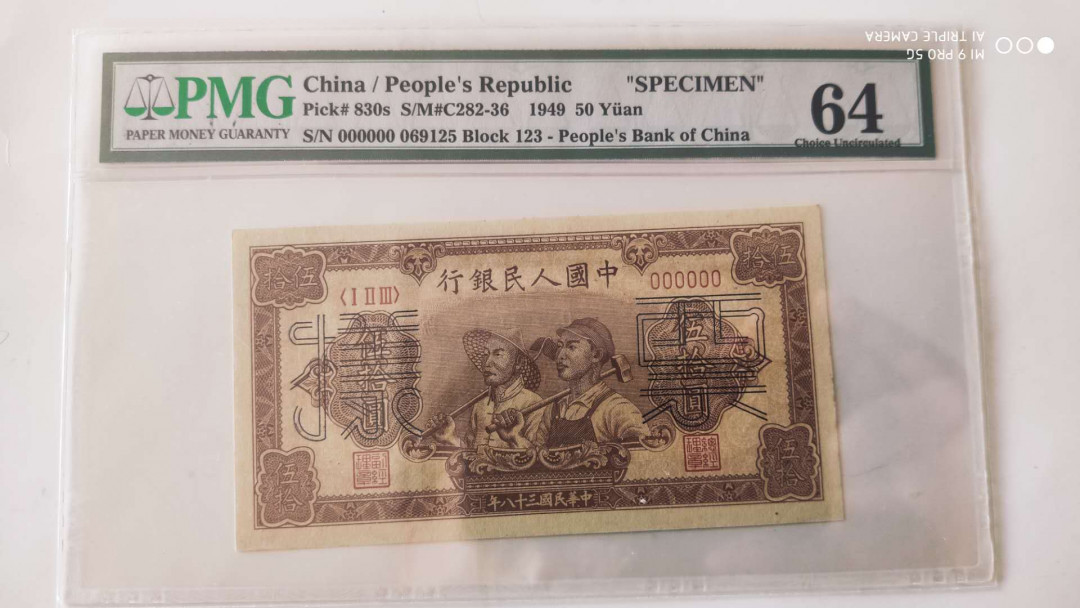 MI 9 PRO 5G
AI TRIPLE CAMERA
PMG
PAPER MONEY GUARANTY
China / People's Republic "SPECIMEN"
Pick# 830s S/M#C282-36 1949 50 Yüan
S/N 000000 069125 Block 123 - People's Bank of China
64
Choice Uncirculated
伍拾
伍拾
中國人民銀行
〈I II III〉
000000
伍拾圓
伍拾圓
票樣
伍拾
伍拾
中華民國三十八年